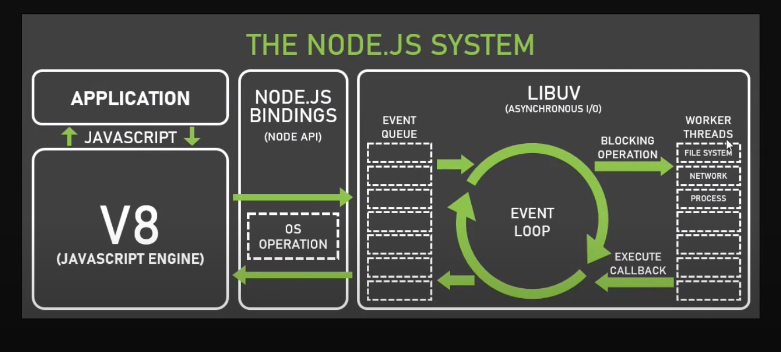 THE NODE.JS SYSTEM
APPLICATION
JAVASCRIPT
V8
(JAVASCRIPT ENGINE)
NODE.JS
BINDINGS
(NODE API)
OS
OPERATION
LIBUV
(ASYNCHRONOUS I/O)
EVENT
QUEUE
EVENT
LOOP
BLOCKING
OPERATION
EXECUTE
CALLBACK
WORKER
THREADS
FILE SYSTEM
NETWORK
PROCESS